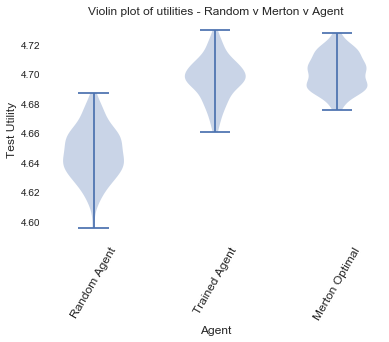 Violin plot of utilities - Random v Merton v Agent
4.72
4.70
4.68
4.66
4.64
4.62
4.60
Test Utility
Random Agent
Trained Agent
Merton Optimal
Agent